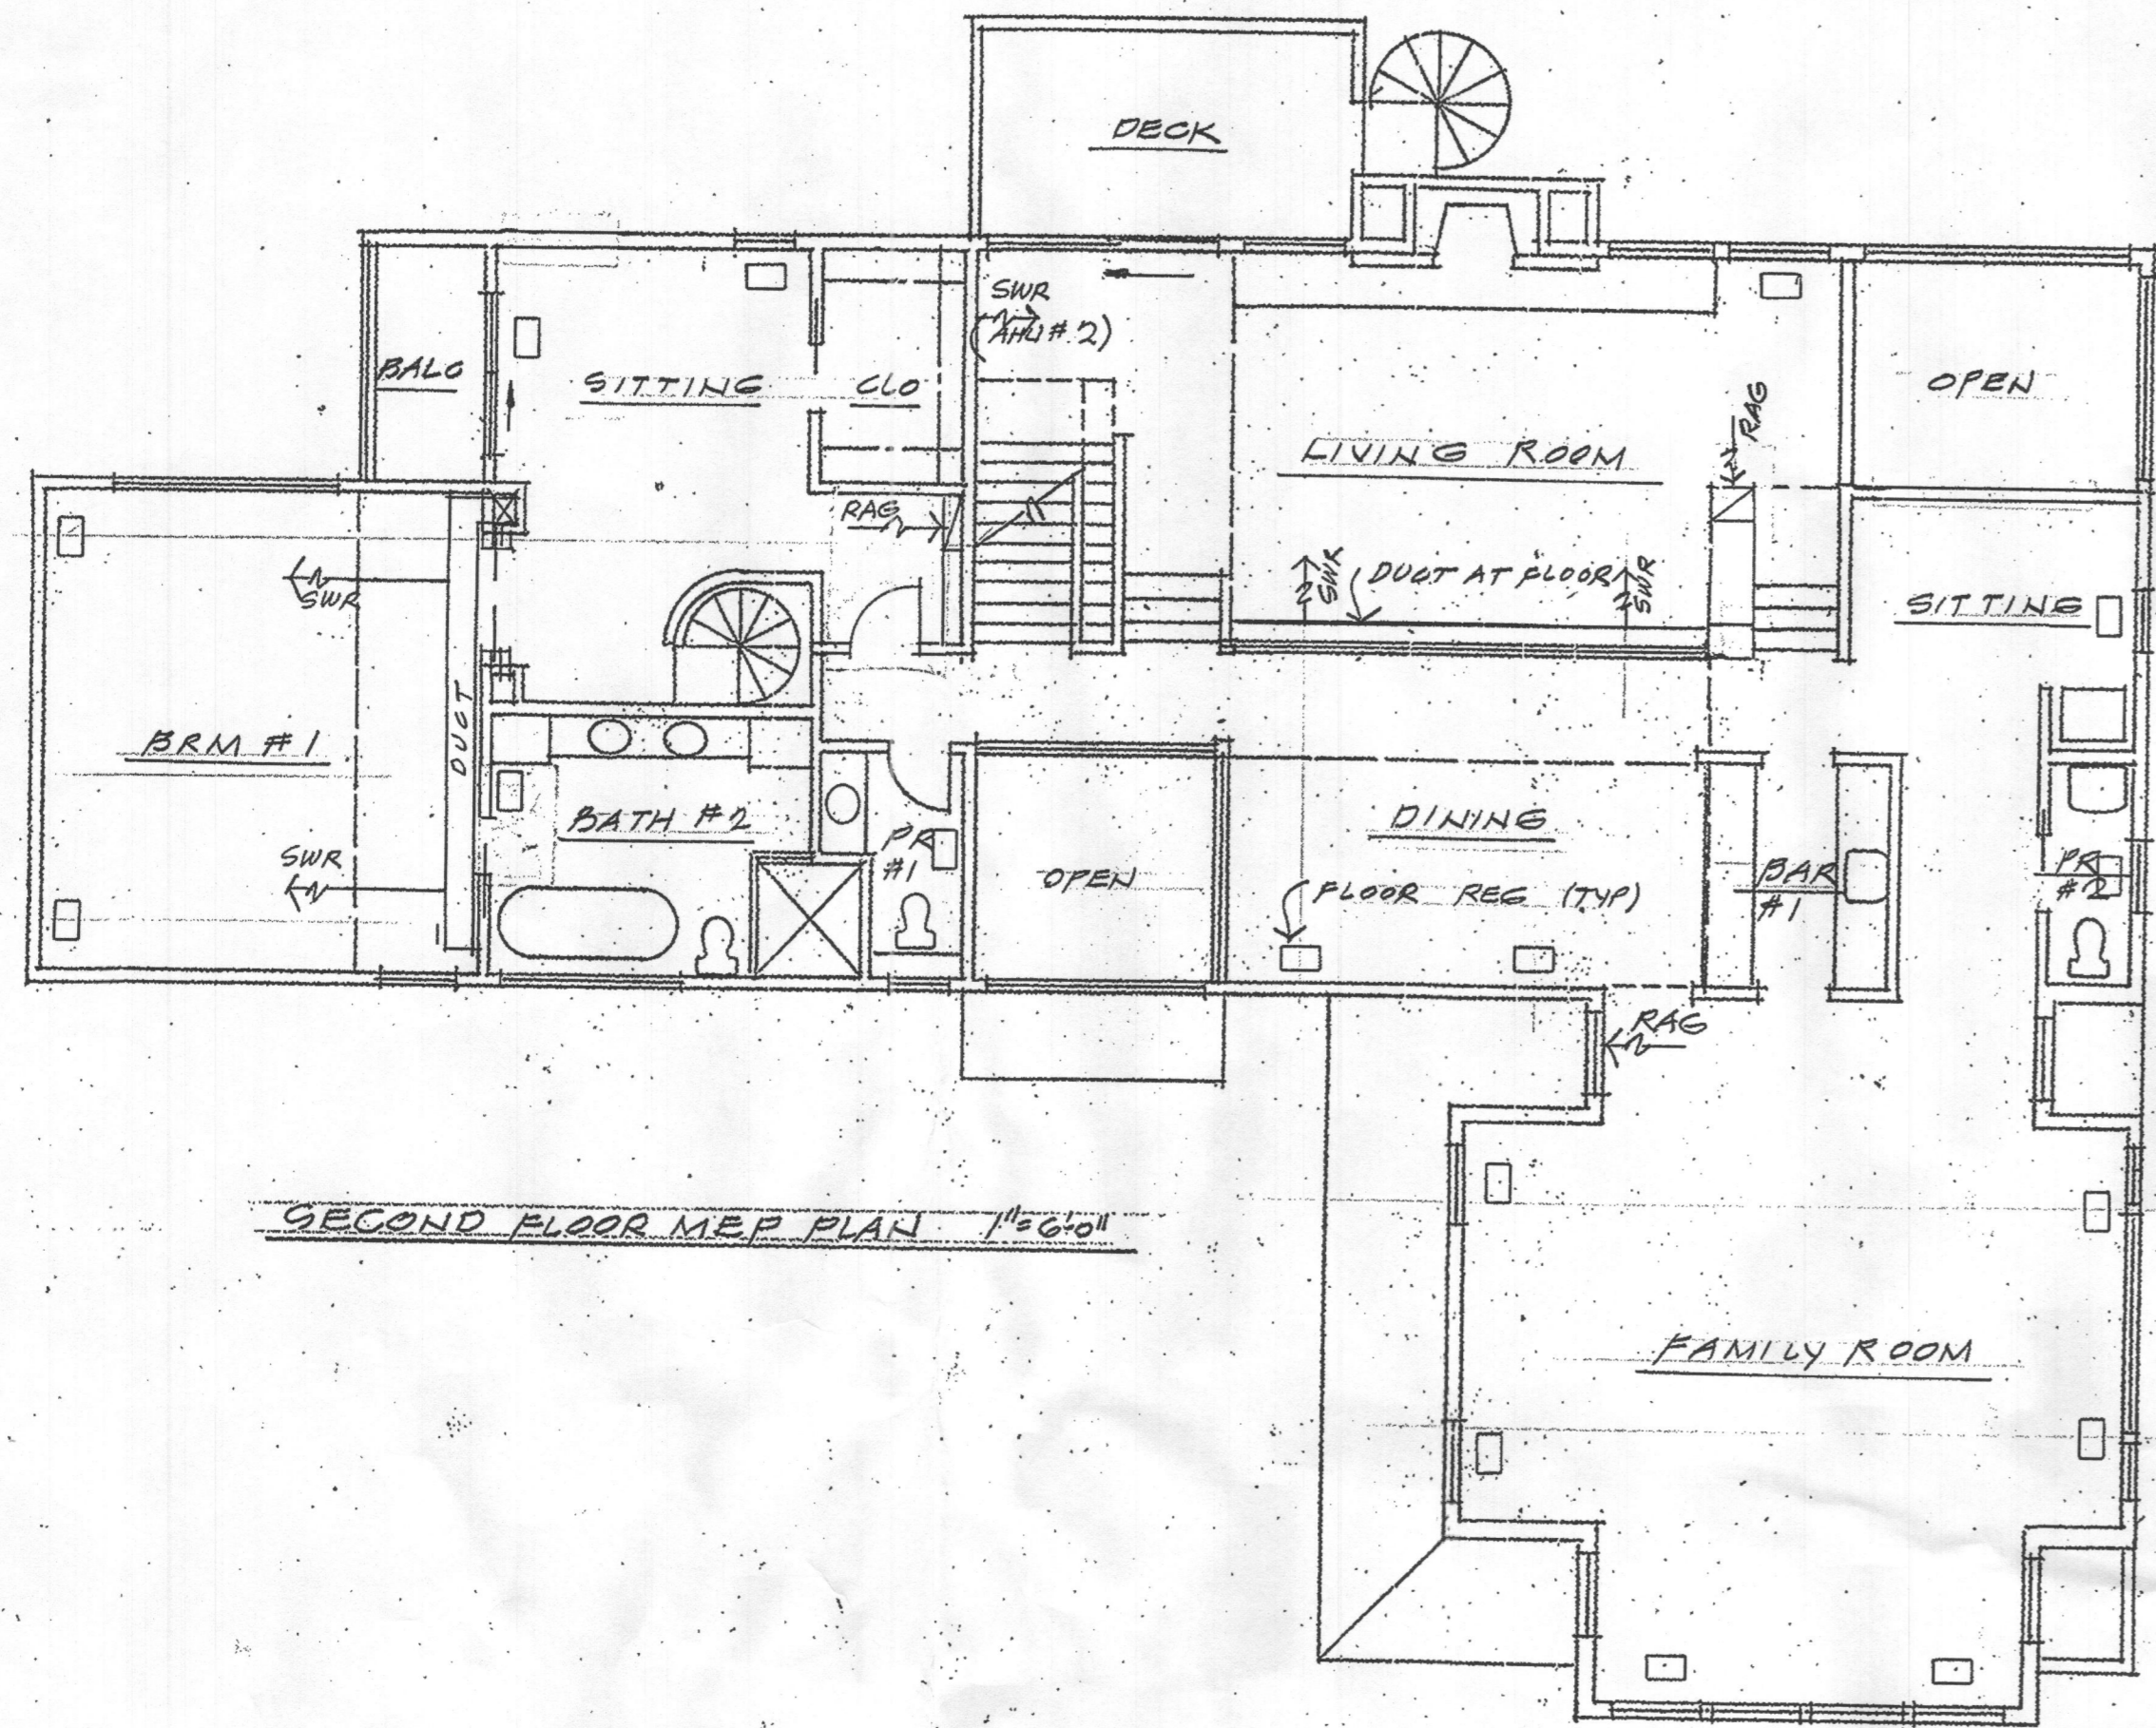 DECK
SWR
(AHU #2)
BALC
SITTING
CLO
OPEN
RAG
LIVING ROOM
RAG
SWR
DUCT AT FLOOR
SWR
SWR
SITTING
DUCT
BRM #1
BATH #2
DINING
PR
#1
SWR
OPEN
FLOOR REG (TYP)
BAR
#1
PR
#2
RAG
SECOND FLOOR MEP PLAN 1"=6'-0"
FAMILY ROOM